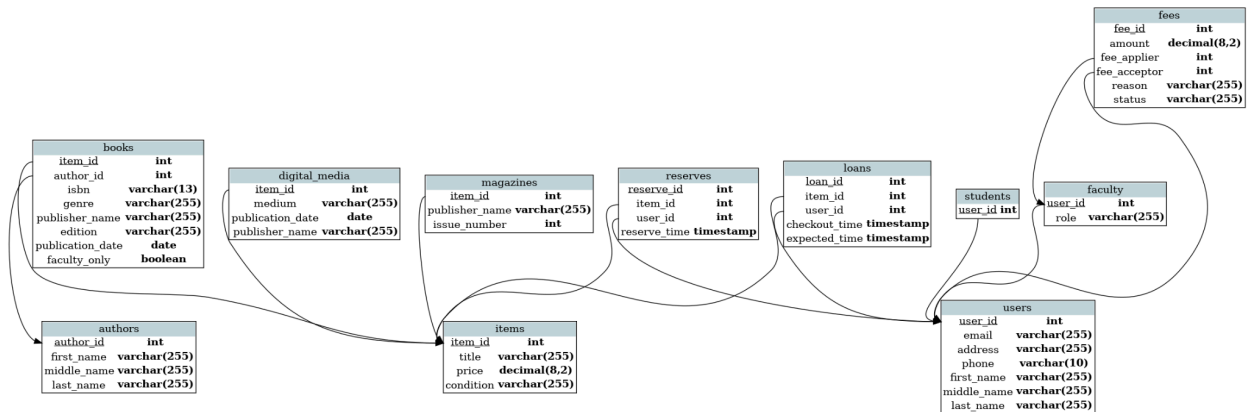 fees
fee_id int
amount decimal(8,2)
fee_applier int
fee_acceptor int
reason varchar(255)
status varchar(255)
books
item_id int
author_id int
isbn varchar(13)
genre varchar(255)
publisher_name varchar(255)
edition varchar(255)
publication_date date
faculty_only boolean
digital_media
item_id int
medium varchar(255)
publication_date date
publisher_name varchar(255)
magazines
item_id int
publisher_name varchar(255)
issue_number int
reserves
reserve_id int
item_id int
user_id int
reserve_time timestamp
loans
loan_id int
item_id int
user_id int
checkout_time timestamp
expected_time timestamp
students
user_id int
faculty
user_id int
role varchar(255)
authors
author_id int
first_name varchar(255)
middle_name varchar(255)
last_name varchar(255)
items
item_id int
title varchar(255)
price decimal(8,2)
condition varchar(255)
users
user_id int
email varchar(255)
address varchar(255)
phone varchar(10)
first_name varchar(255)
middle_name varchar(255)
last_name varchar(255)